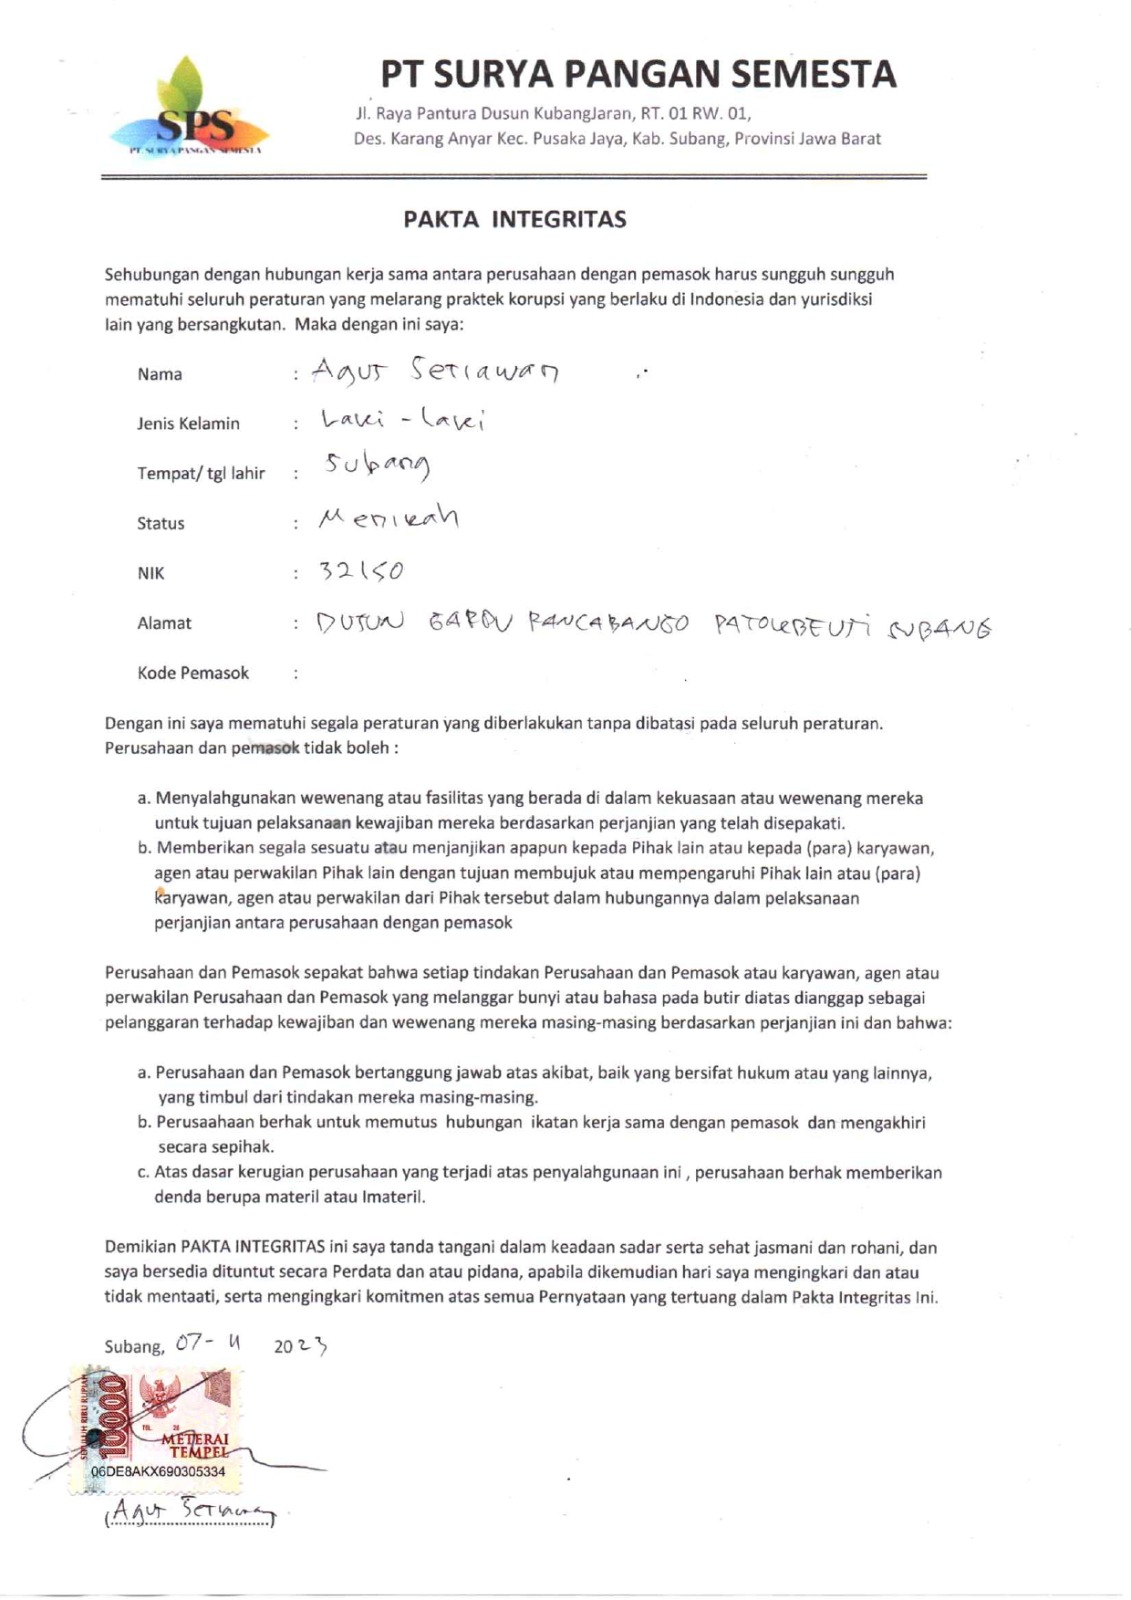 SPS
PT SURYA PANGAN SEMESTA
PT SURYA PANGAN SEMESTA
Jl. Raya Pantura Dusun KubangJaran, RT. 01 RW. 01,
Des. Karang Anyar Kec. Pusaka Jaya, Kab. Subang, Provinsi Jawa Barat
PAKTA INTEGRITAS
Sehubungan dengan hubungan kerja sama antara perusahaan dengan pemasok harus sungguh sungguh
mematuhi seluruh peraturan yang melarang praktek korupsi yang berlaku di Indonesia dan yurisdiksi
lain yang bersangkutan. Maka dengan ini saya:
Nama : Agus Setiawan
Jenis Kelamin : Laki - Laki
Tempat/ tgl lahir : Subang
Status : Menikah
NIK : 32150
Alamat : DUSUN GARDU RANCABANGO PATOKBEUSI SUBANG
Kode Pemasok :
Dengan ini saya mematuhi segala peraturan yang diberlakukan tanpa dibatasi pada seluruh peraturan.
Perusahaan dan pemasok tidak boleh :
a. Menyalahgunakan wewenang atau fasilitas yang berada di dalam kekuasaan atau wewenang mereka
untuk tujuan pelaksanaan kewajiban mereka berdasarkan perjanjian yang telah disepakati.
b. Memberikan segala sesuatu atau menjanjikan apapun kepada Pihak lain atau kepada (para) karyawan,
agen atau perwakilan Pihak lain dengan tujuan membujuk atau mempengaruhi Pihak lain atau (para)
karyawan, agen atau perwakilan dari Pihak tersebut dalam hubungannya dalam pelaksanaan
perjanjian antara perusahaan dengan pemasok
Perusahaan dan Pemasok sepakat bahwa setiap tindakan Perusahaan dan Pemasok atau karyawan, agen atau
perwakilan Perusahaan dan Pemasok yang melanggar bunyi atau bahasa pada butir diatas dianggap sebagai
pelanggaran terhadap kewajiban dan wewenang mereka masing-masing berdasarkan perjanjian ini dan bahwa:
a. Perusahaan dan Pemasok bertanggung jawab atas akibat, baik yang bersifat hukum atau yang lainnya,
yang timbul dari tindakan mereka masing-masing.
b. Perusaahaan berhak untuk memutus hubungan ikatan kerja sama dengan pemasok dan mengakhiri
secara sepihak.
c. Atas dasar kerugian perusahaan yang terjadi atas penyalahgunaan ini , perusahaan berhak memberikan
denda berupa materil atau Imateril.
Demikian PAKTA INTEGRITAS ini saya tanda tangani dalam keadaan sadar serta sehat jasmani dan rohani, dan
saya bersedia dituntut secara Perdata dan atau pidana, apabila dikemudian hari saya mengingkari dan atau
tidak mentaati, serta mengingkari komitmen atas semua Pernyataan yang tertuang dalam Pakta Integritas Ini.
Subang, 07 - 11 2023
SEPULUH RIBU RUPIAH
10000
TGL. 20
METERAI
TEMPEL
06DE8AKX690305334
(Agus Setiawan)